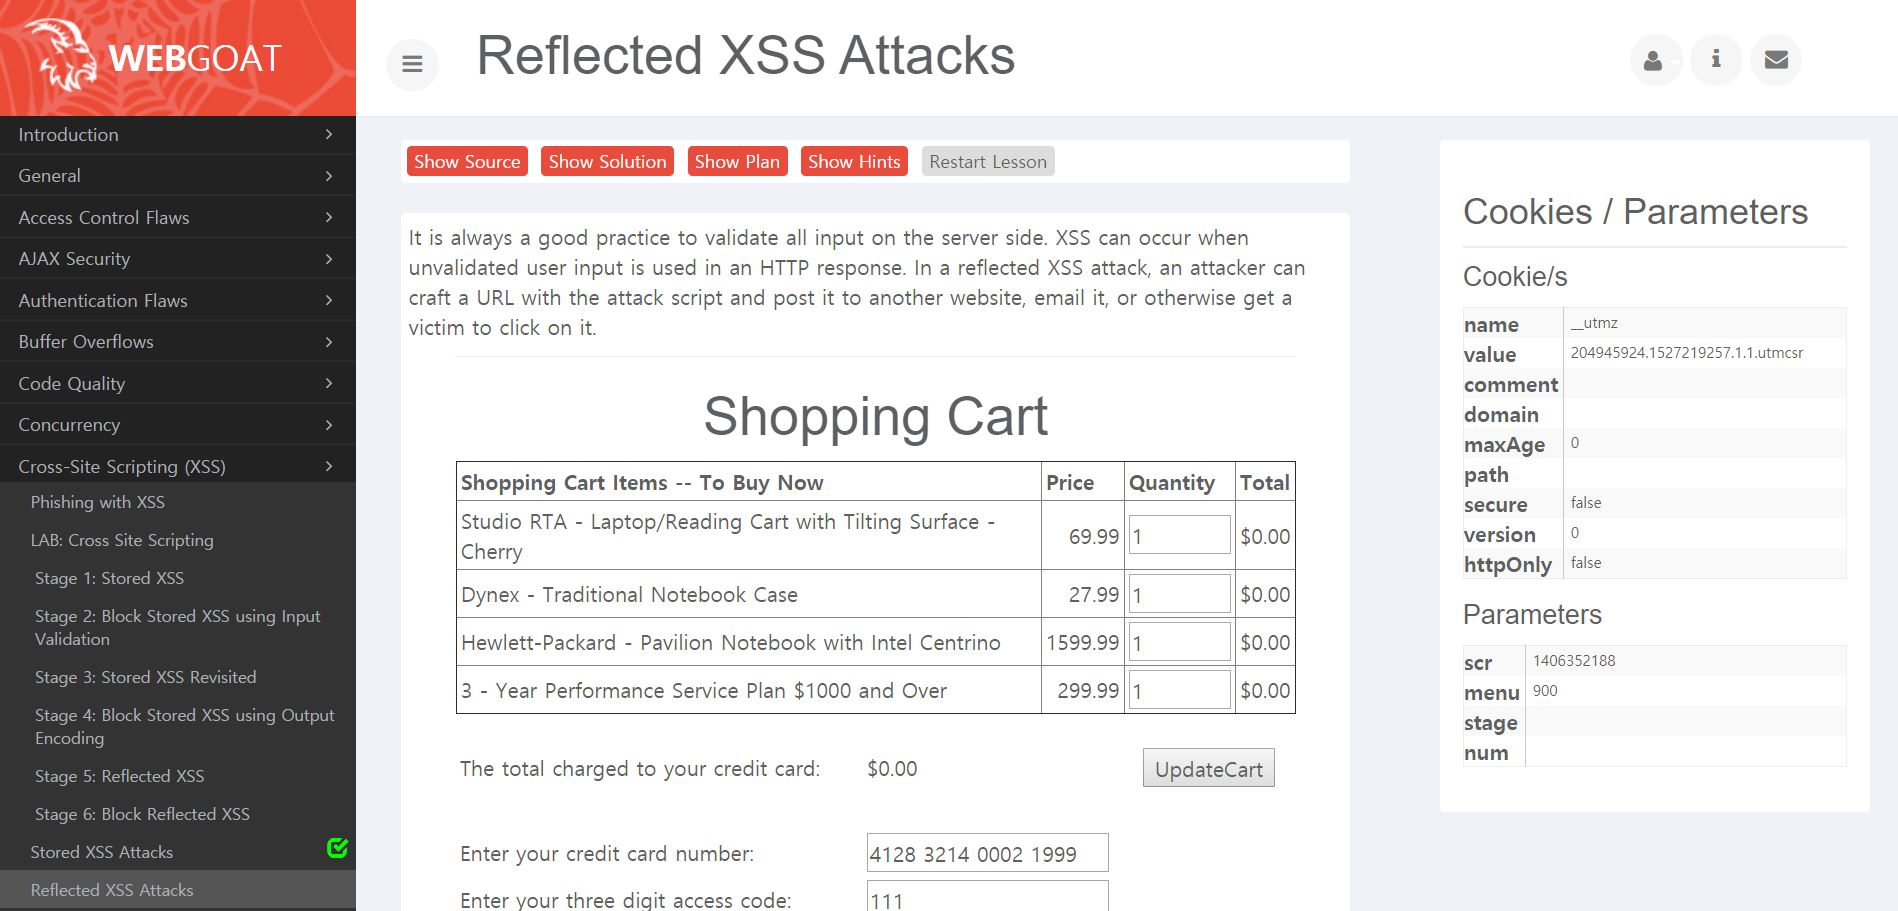 WEBGOAT
Reflected XSS Attacks
Introduction
General
Access Control Flaws
AJAX Security
Authentication Flaws
Buffer Overflows
Code Quality
Concurrency
Cross-Site Scripting (XSS)
Phishing with XSS
LAB: Cross Site Scripting
Stage 1: Stored XSS
Stage 2: Block Stored XSS using Input
Validation
Stage 3: Stored XSS Revisited
Stage 4: Block Stored XSS using Output
Encoding
Stage 5: Reflected XSS
Stage 6: Block Reflected XSS
Stored XSS Attacks
Reflected XSS Attacks
Show Source Show Solution Show Plan Show Hints Restart Lesson
It is always a good practice to validate all input on the server side. XSS can occur when
unvalidated user input is used in an HTTP response. In a reflected XSS attack, an attacker can
craft a URL with the attack script and post it to another website, email it, or otherwise get a
victim to click on it.
Shopping Cart
Shopping Cart Items -- To Buy Now Price Quantity Total
Studio RTA - Laptop/Reading Cart with Tilting Surface -
Cherry 69.99 1 $0.00
Dynex - Traditional Notebook Case 27.99 1 $0.00
Hewlett-Packard - Pavilion Notebook with Intel Centrino 1599.99 1 $0.00
3 - Year Performance Service Plan $1000 and Over 299.99 1 $0.00
The total charged to your credit card: $0.00 UpdateCart
Enter your credit card number: 4128 3214 0002 1999
Enter your three digit access code: 111
Cookies / Parameters
Cookie/s
name __utmz
value 204945924.1527219257.1.1.utmcsr
comment
domain
maxAge 0
path
secure false
version 0
httpOnly false
Parameters
scr 1406352188
menu 900
stage
num